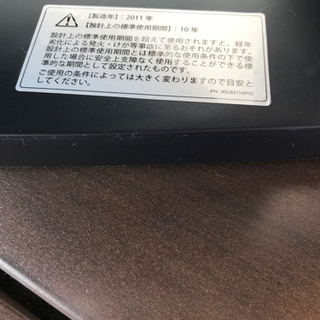 【製造年】：2011 年
【設計上の標準使用期間】：10 年
設計上の標準使用期間を超えて使用されますと、経年
劣化による発火・けが等事故に至るおそれがあります。
設計上の標準使用期間とは標準的な使用条件の下で使
用した場合に安全上支障なく使用することができる標
準的な期間として設定されたものです。
ご使用の条件によっては大きく変わりますので目安と
してください。